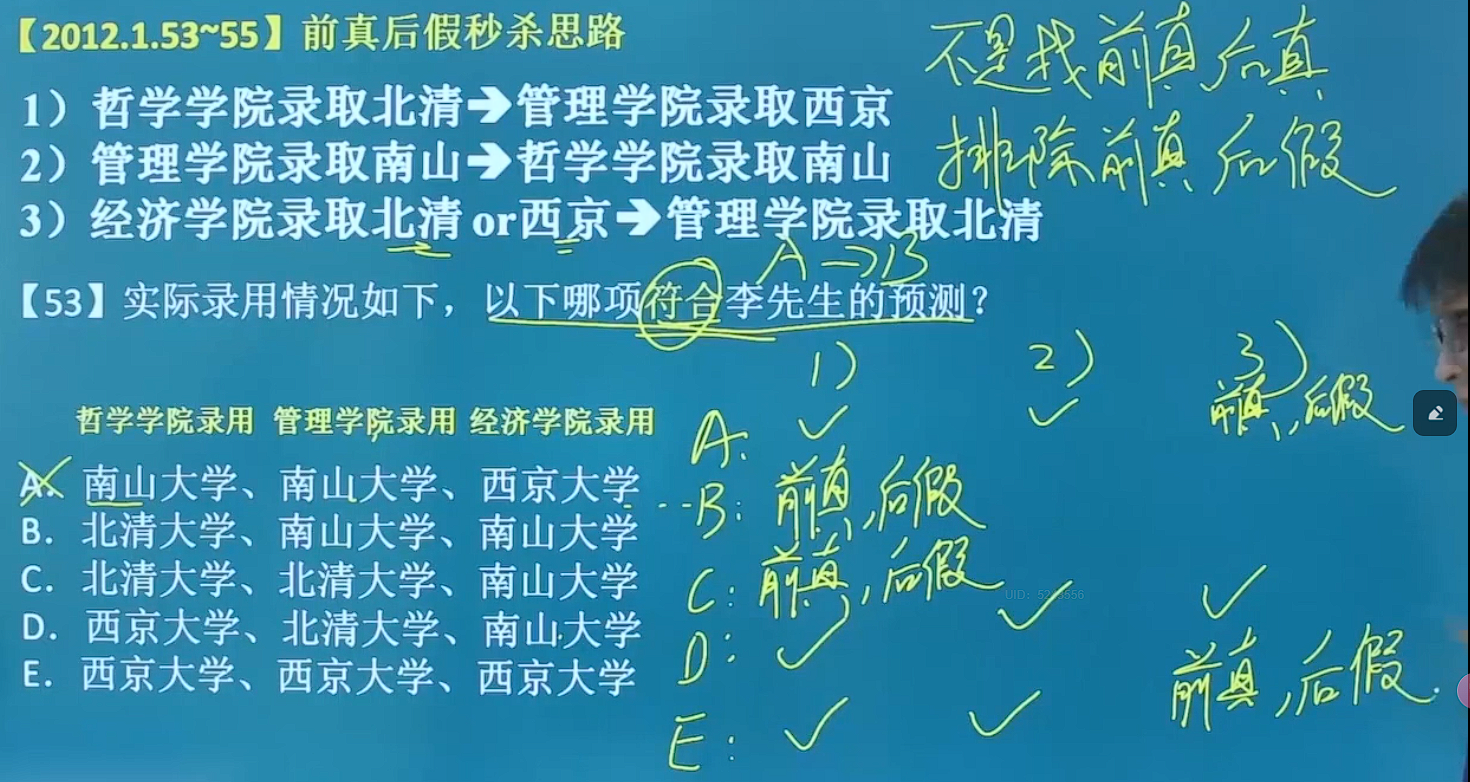 【2012.1.53~55】前真后假秒杀思路
不是找前真后真
1）哲学学院录取北清➔管理学院录取西京
2）管理学院录取南山➔哲学学院录取南山
排除前真后假
3）经济学院录取北清 or西京➔管理学院录取北清
A→B
【53】实际录用情况如下，以下哪项符合李先生的预测？
1) 2) 3)
哲学学院录用 管理学院录用 经济学院录用
A. ✓ ✓ 前真,后假
A. 南山大学、南山大学、西京大学
B. 北清大学、南山大学、南山大学
B: 前真,后假
C. 北清大学、北清大学、南山大学
C: 前真,后假
UID:
D. 西京大学、北清大学、南山大学
D: ✓ ✓ ✓
E. 西京大学、西京大学、西京大学
E: ✓ ✓ 前真,后假.